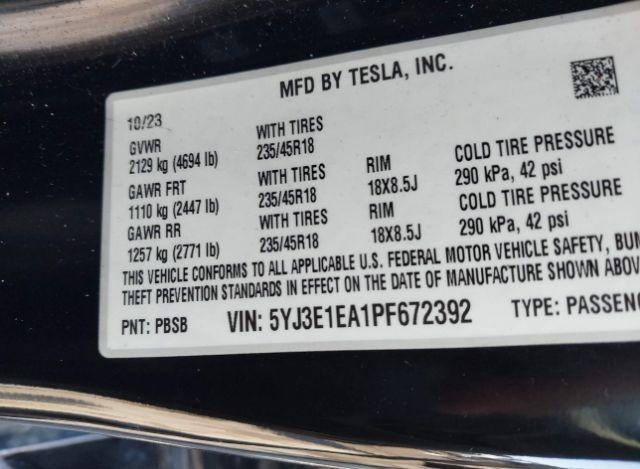 MFD BY TESLA, INC.
10/23
GVWR WITH TIRES
2129 kg (4694 lb) 235/45R18 RIM COLD TIRE PRESSURE
GAWR FRT WITH TIRES 18X8.5J 290 kPa, 42 psi
1110 kg (2447 lb) 235/45R18 RIM COLD TIRE PRESSURE
GAWR RR WITH TIRES 18X8.5J 290 kPa, 42 psi
1257 kg (2771 lb) 235/45R18
THIS VEHICLE CONFORMS TO ALL APPLICABLE U.S. FEDERAL MOTOR VEHICLE SAFETY, BUM
THEFT PREVENTION STANDARDS IN EFFECT ON THE DATE OF MANUFACTURE SHOWN ABOVE
PNT: PBSB VIN: 5YJ3E1EA1PF672392 TYPE: PASSEN